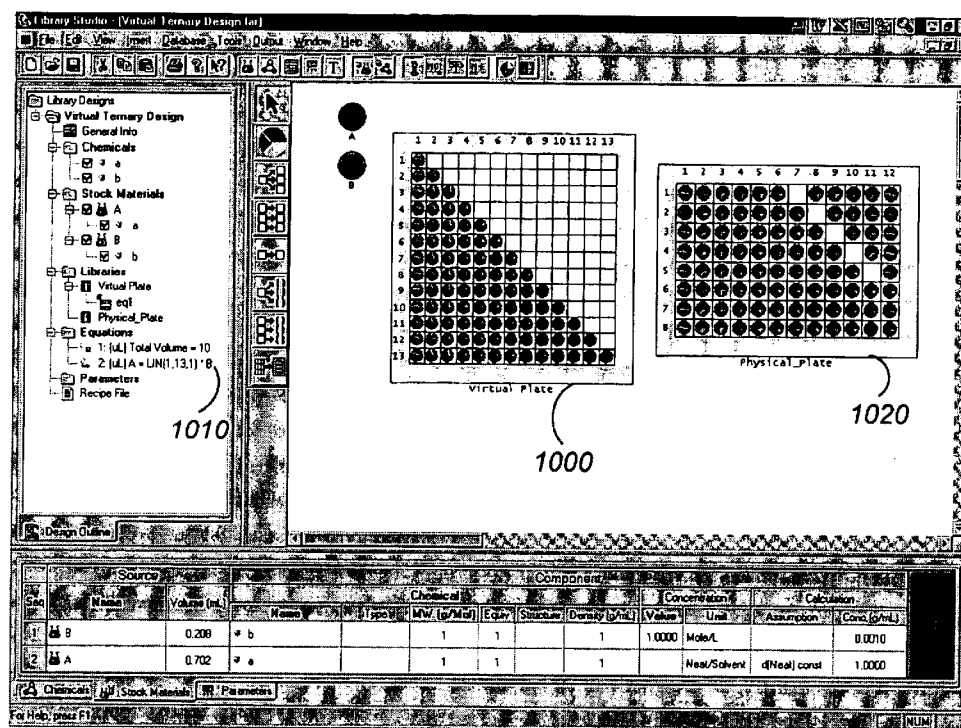 Library Studio - [Virtual Ternary Design.lar]
File Edit View Insert Database Tools Output Window Help
Library Designs
Virtual Ternary Design
General Info
Chemicals
a
b
Stock Materials
A
a
B
b
Libraries
Virtual Plate
eq1
Physical_Plate
Equations
1: [uL] Total Volume = 10
2: [uL] A = LIN(1,13,1) * B
Parameters
Recipe File
1010
Design Outline
A
B
1 2 3 4 5 6 7 8 9 10 11 12 13
1
2
3
4
5
6
7
8
9
10
11
12
13
Virtual Plate
1000
1 2 3 4 5 6 7 8 9 10 11 12
1
2
3
4
5
6
7
8
Physical_Plate
1020
Source Component
Chemical Concentration Calculation
Seq Name Volume (mL) Name Type MW. (g/Mol) Equiv Structure Density (g/mL) Value Unit Assumption Conc. (g/mL)
1 B 0.208 b 1 1 1 1.0000 Mole/L 0.0010
2 A 0.702 a 1 1 1 Neat/Solvent d(Neat) const 1.0000
Chemicals Stock Materials Parameters
For Help, press F1 NUM